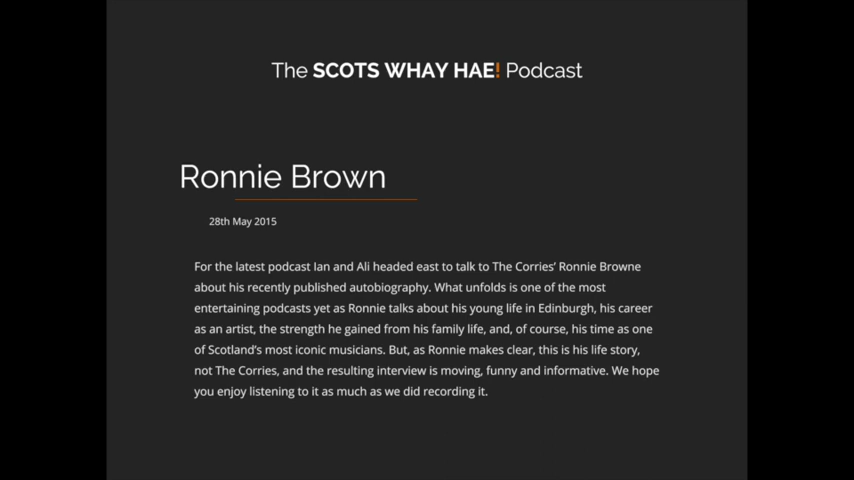 The SCOTS WHAY HAE! Podcast
Ronnie Brown
28th May 2015
For the latest podcast Ian and Ali headed east to talk to The Corries’ Ronnie Browne
about his recently published autobiography. What unfolds is one of the most
entertaining podcasts yet as Ronnie talks about his young life in Edinburgh, his career
as an artist, the strength he gained from his family life, and, of course, his time as one
of Scotland’s most iconic musicians. But, as Ronnie makes clear, this is his life story,
not The Corries, and the resulting interview is moving, funny and informative. We hope
you enjoy listening to it as much as we did recording it.